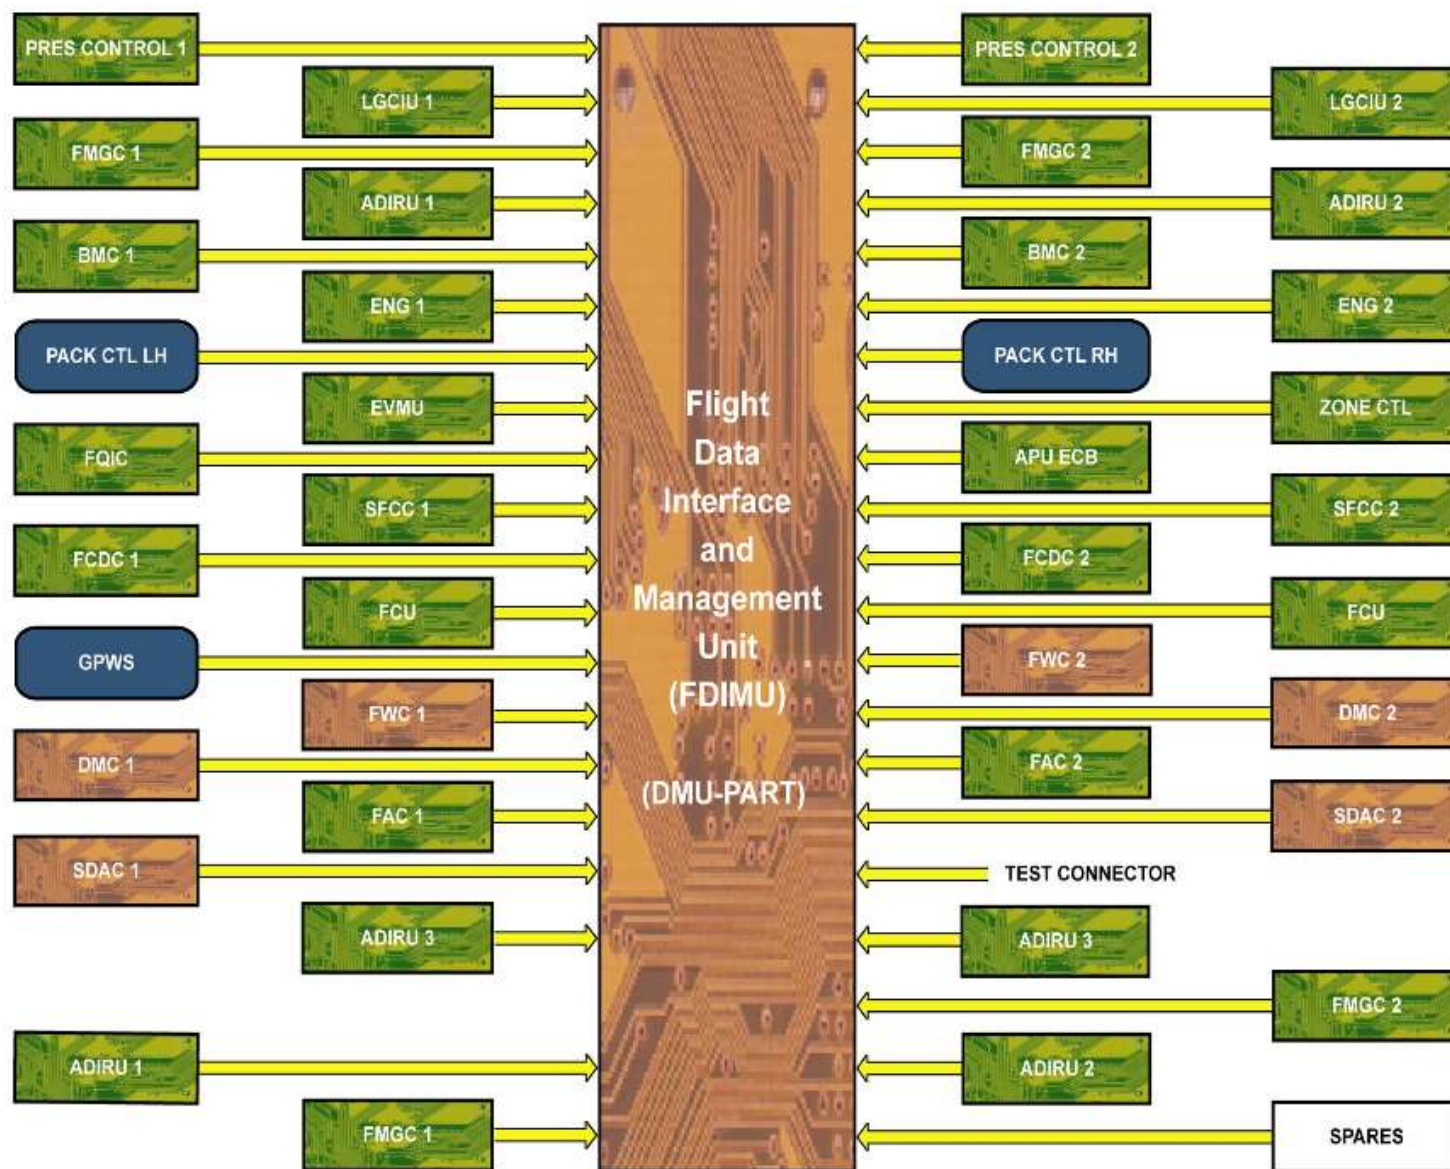 PRES CONTROL 1
PRES CONTROL 2
LGCIU 1
LGCIU 2
FMGC 1
FMGC 2
ADIRU 1
ADIRU 2
BMC 1
BMC 2
ENG 1
ENG 2
PACK CTL LH
PACK CTL RH
EVMU
ZONE CTL
FQIC
APU ECB
SFCC 1
SFCC 2
FCDC 1
FCDC 2
FCU
FCU
GPWS
FWC 2
FWC 1
DMC 2
DMC 1
FAC 2
FAC 1
SDAC 2
SDAC 1
TEST CONNECTOR
ADIRU 3
ADIRU 3
FMGC 2
ADIRU 1
ADIRU 2
FMGC 1
SPARES
Flight
Data
Interface
and
Management
Unit
(FDIMU)
(DMU-PART)